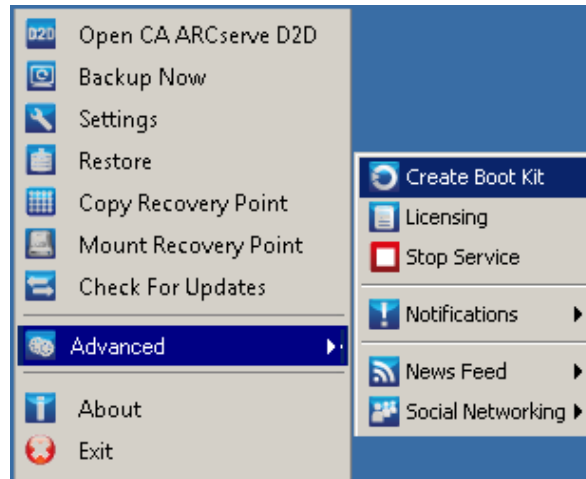 D2D Open CA ARCserve D2D
Backup Now
Settings
Restore
Copy Recovery Point
Mount Recovery Point
Check For Updates
Advanced
About
Exit
Create Boot Kit
Licensing
Stop Service
Notifications
News Feed
Social Networking